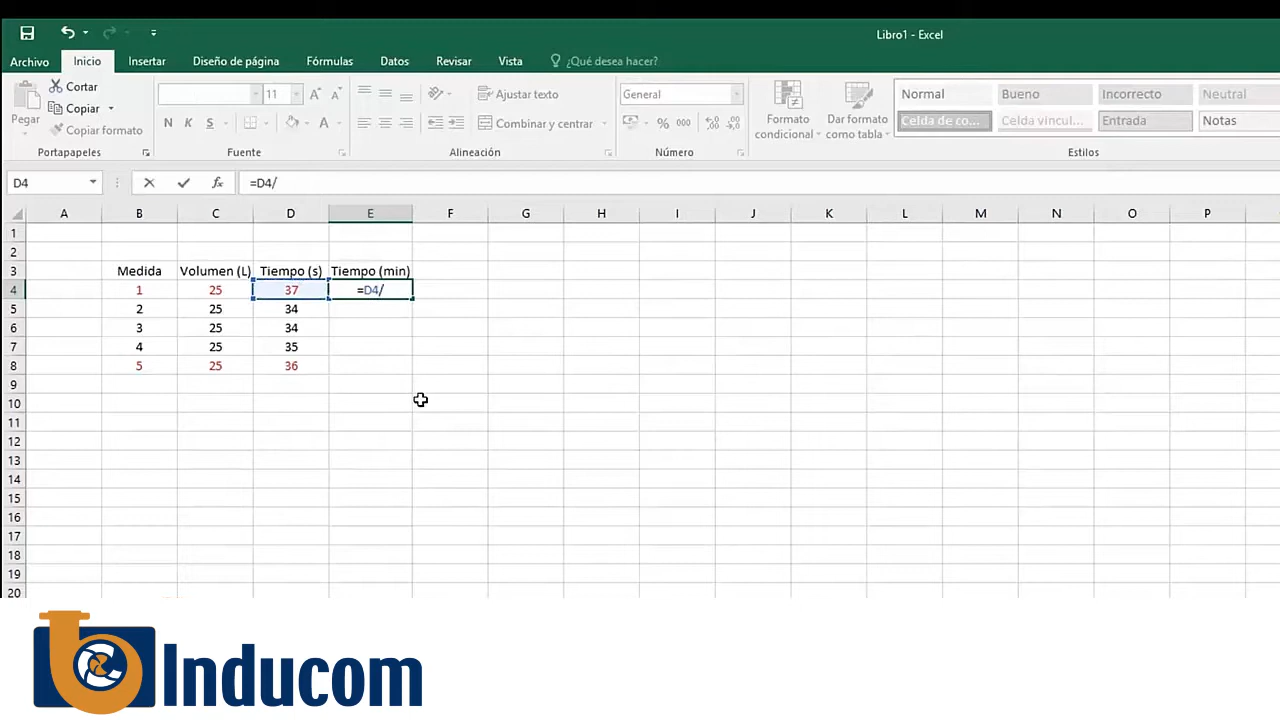 Libro1 - Excel
Archivo Inicio Insertar Diseño de página Fórmulas Datos Revisar Vista ¿Qué desea hacer?
Pegar
Cortar
Copiar
Copiar formato
Portapapeles
11
N K S
Fuente
Ajustar texto
Combinar y centrar
Alineación
General
% 000
Número
Formato condicional
Dar formato como tabla
Normal Bueno Incorrecto Neutral
Celda de co... Celda vincul... Entrada Notas
Estilos
D4 fx =D4/
A B C D E F G H I J K L M N O P
1
2
3 Medida Volumen (L) Tiempo (s) Tiempo (min)
4 1 25 37 =D4/
5 2 25 34
6 3 25 34
7 4 25 35
8 5 25 36
9
10
11
12
13
14
15
16
17
18
19
20
Inducom